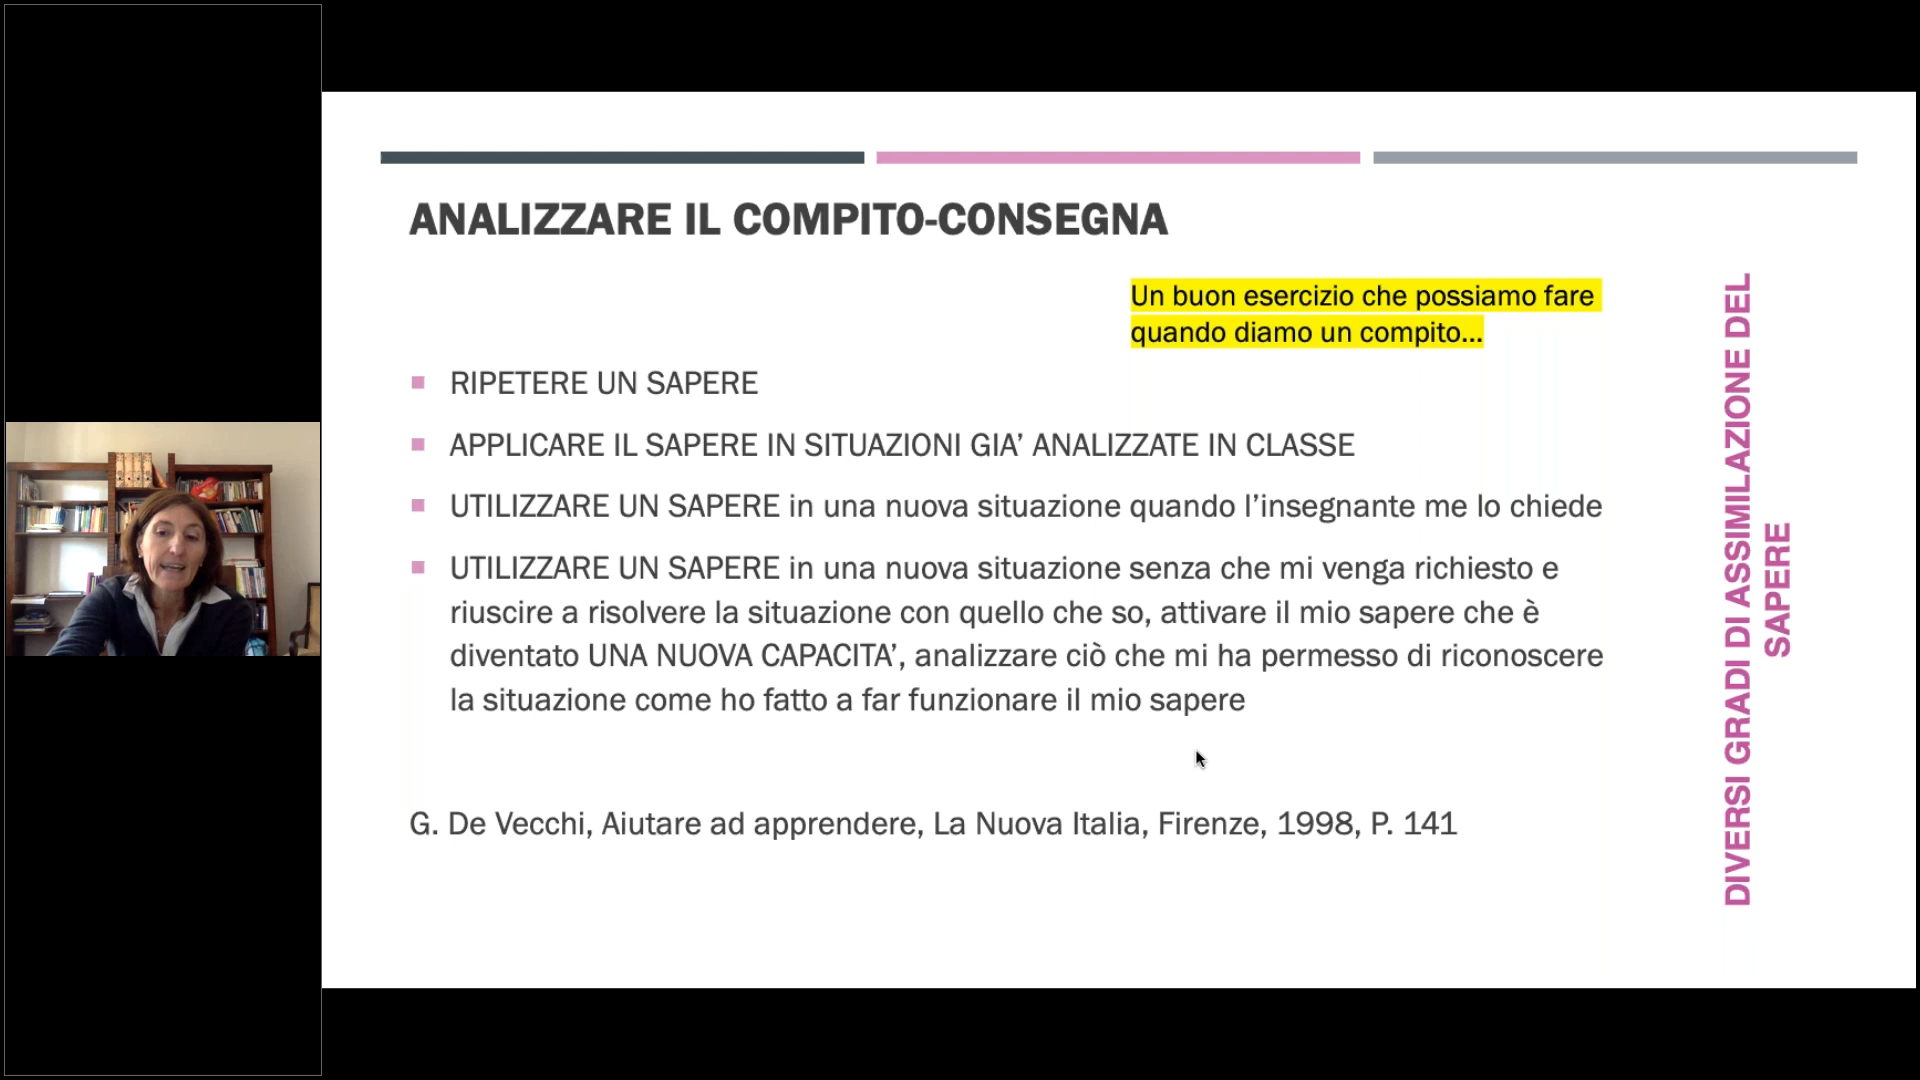 ANALIZZARE IL COMPITO-CONSEGNA
Un buon esercizio che possiamo fare
quando diamo un compito...
RIPETERE UN SAPERE
APPLICARE IL SAPERE IN SITUAZIONI GIA’ ANALIZZATE IN CLASSE
UTILIZZARE UN SAPERE in una nuova situazione quando l’insegnante me lo chiede
UTILIZZARE UN SAPERE in una nuova situazione senza che mi venga richiesto e
riuscire a risolvere la situazione con quello che so, attivare il mio sapere che è
diventato UNA NUOVA CAPACITA’, analizzare ciò che mi ha permesso di riconoscere
la situazione come ho fatto a far funzionare il mio sapere
G. De Vecchi, Aiutare ad apprendere, La Nuova Italia, Firenze, 1998, P. 141
DIVERSI GRADI DI ASSIMILAZIONE DEL
SAPERE